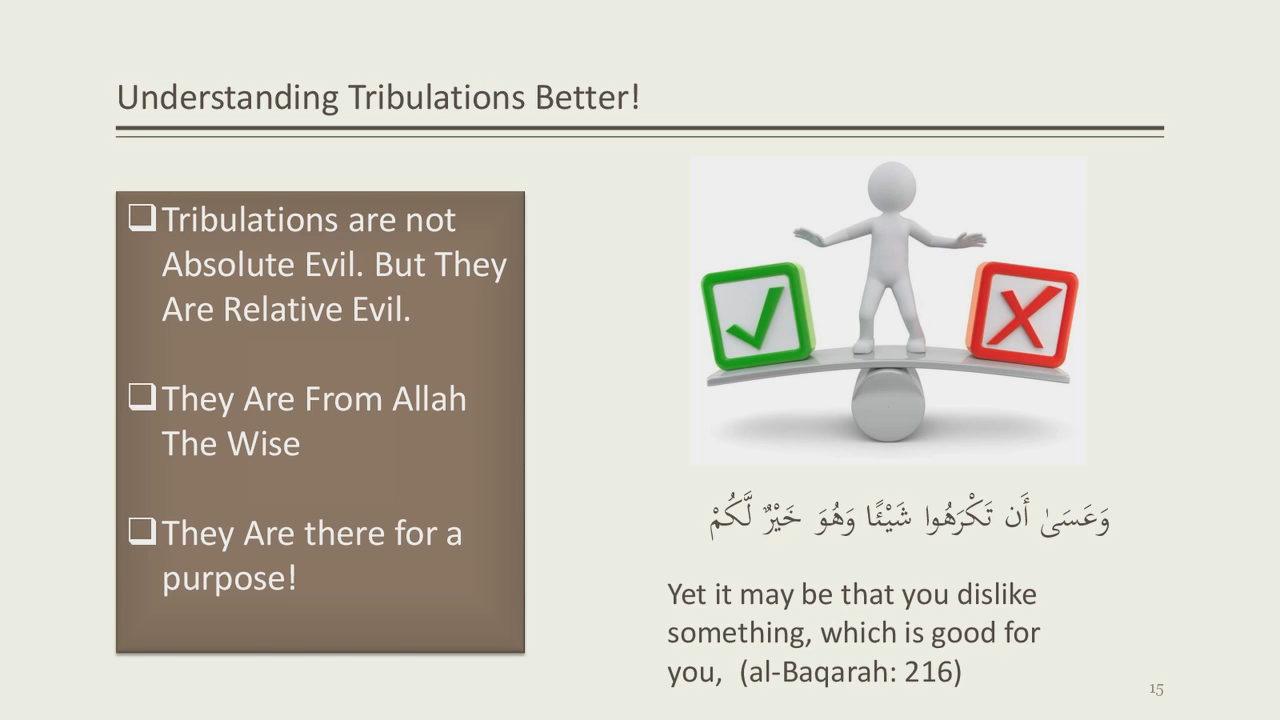 Understanding Tribulations Better!
❑Tribulations are not
Absolute Evil. But They
Are Relative Evil.
❑They Are From Allah
The Wise
❑They Are there for a
purpose!
وَعَسَىٰ أَن تَكْرَهُوا شَيْئًا وَهُوَ خَيْرٌ لَّكُمْ
Yet it may be that you dislike
something, which is good for
you,  (al-Baqarah: 216)
15